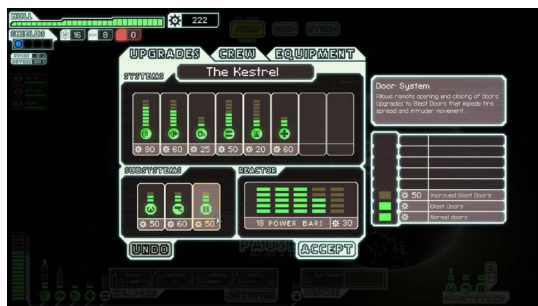 HULL
222
SHIELDS
16 8 0
UPGRADES CREW EQUIPMENT
SYSTEMS
The Kestrel
80 60 25 50 20 60
SUBSYSTEMS
REACTOR
50 60 50
18 POWER BARS 30
UNDO ACCEPT
Door System
Allows remote opening and closing of doors.
Upgrades to Blast Doors that impede fire
spread and intruder movement.
50 Improved Blast Doors
Blast Doors
Normal doors